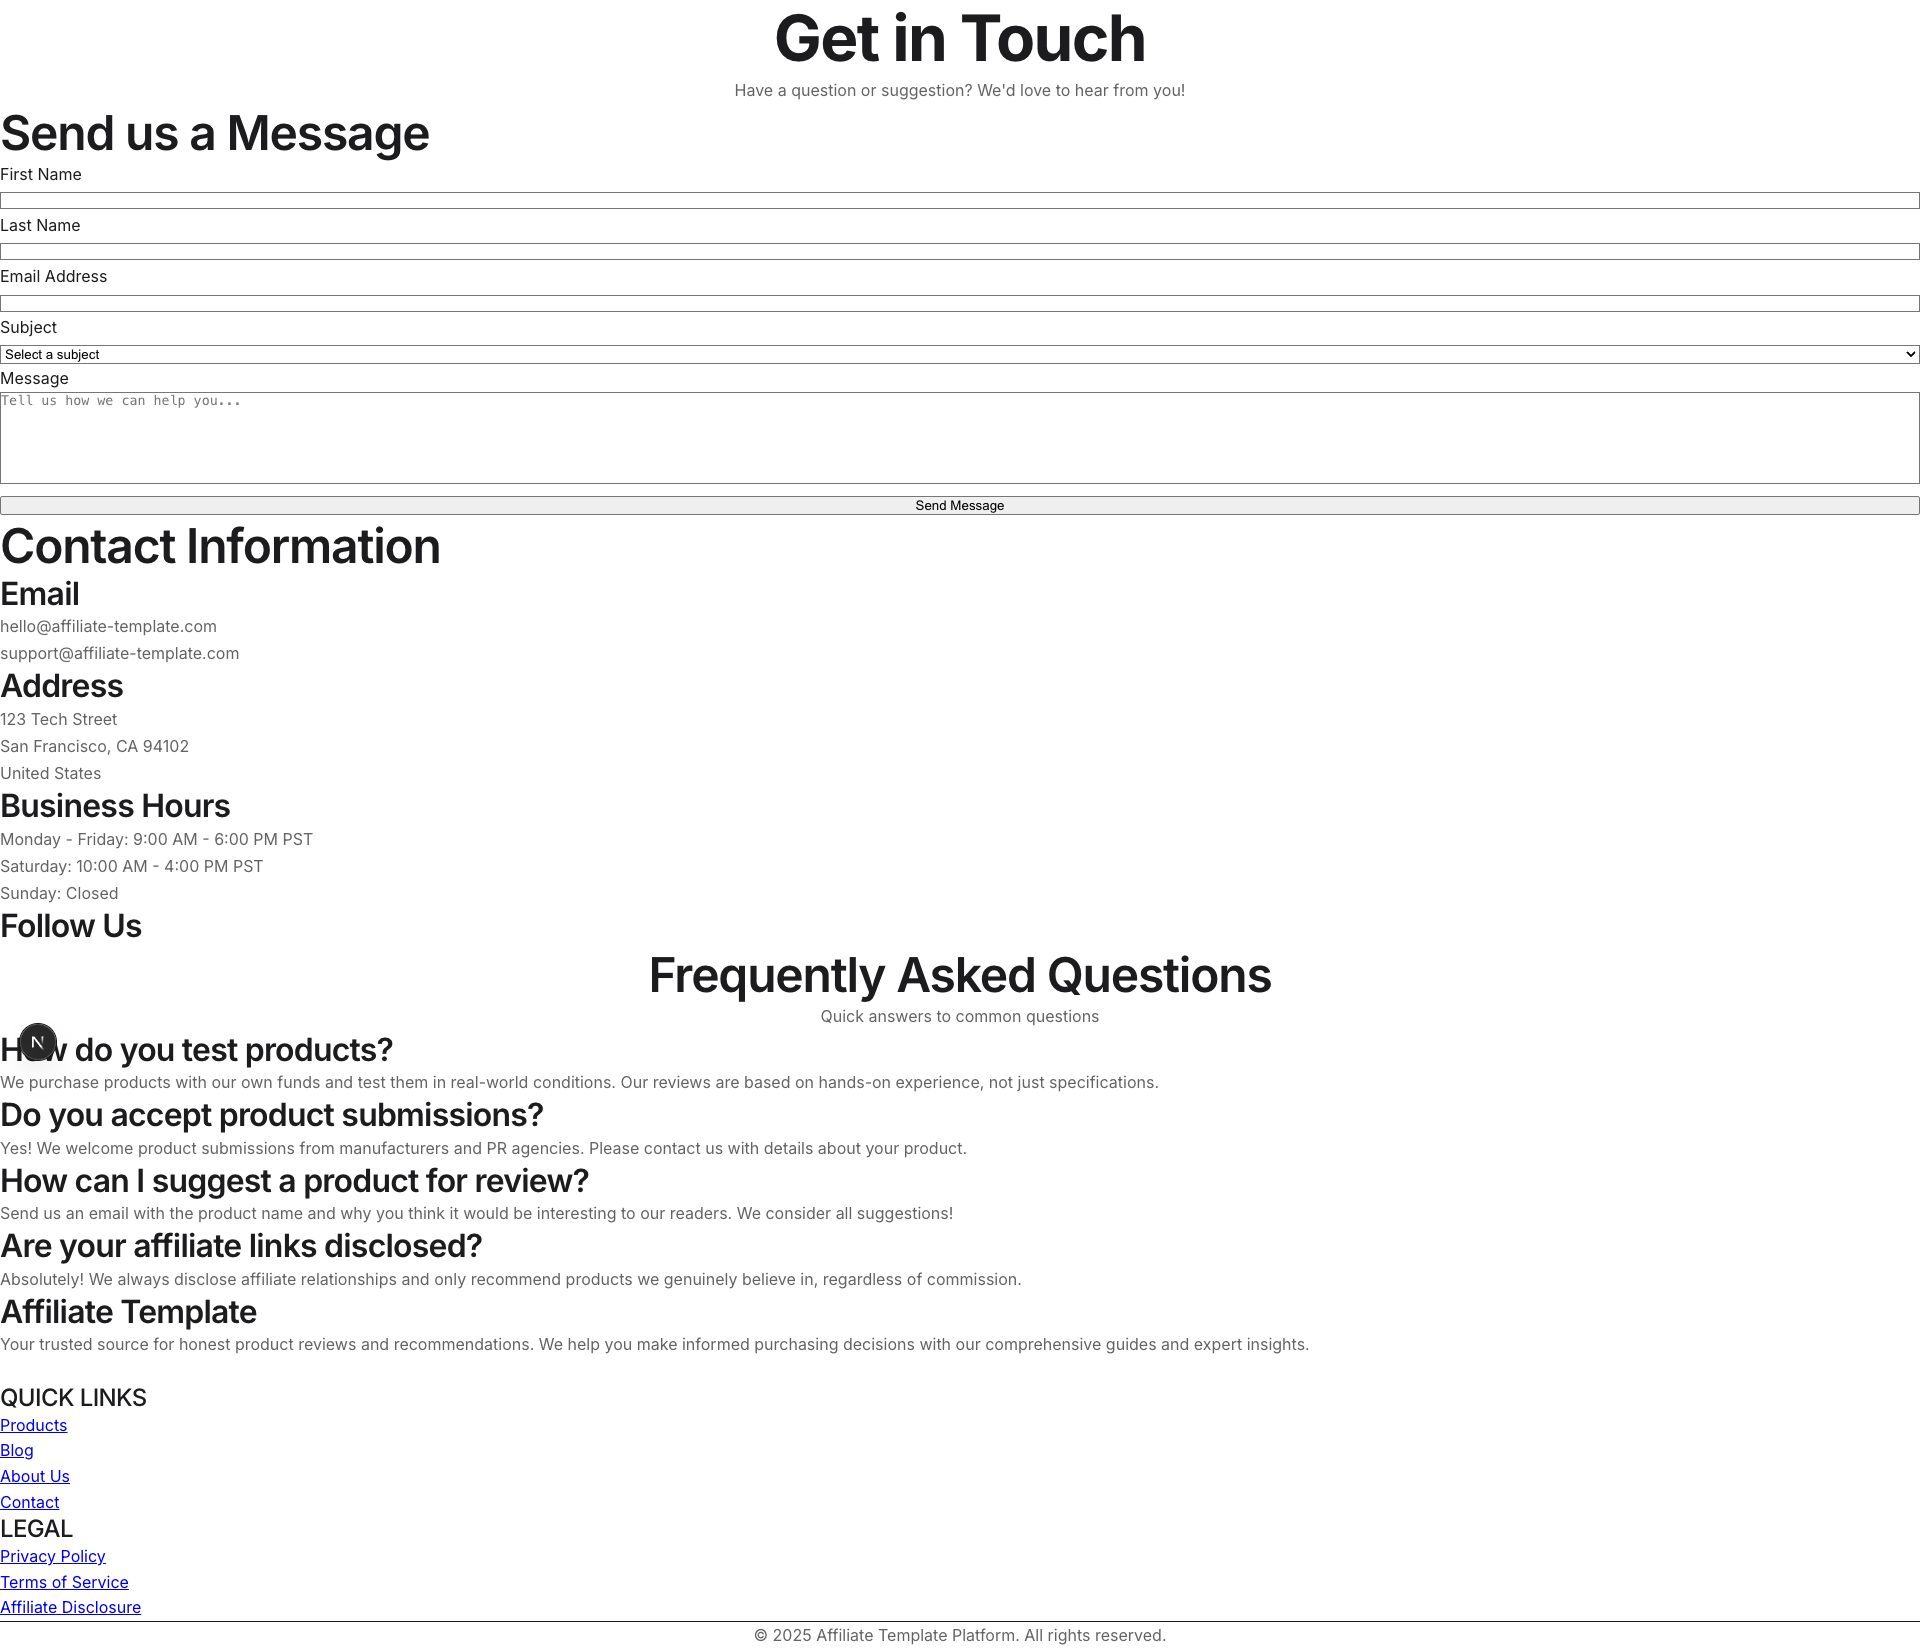 Get in Touch
Have a question or suggestion? We'd love to hear from you!
Send us a Message
First Name
Last Name
Email Address
Subject
Select a subject
Message
Tell us how we can help you...
Send Message
Contact Information
Email
hello@affiliate-template.com
support@affiliate-template.com
Address
123 Tech Street
San Francisco, CA 94102
United States
Business Hours
Monday - Friday: 9:00 AM - 6:00 PM PST
Saturday: 10:00 AM - 4:00 PM PST
Sunday: Closed
Follow Us
Frequently Asked Questions
Quick answers to common questions
N
How do you test products?
We purchase products with our own funds and test them in real-world conditions. Our reviews are based on hands-on experience, not just specifications.
Do you accept product submissions?
Yes! We welcome product submissions from manufacturers and PR agencies. Please contact us with details about your product.
How can I suggest a product for review?
Send us an email with the product name and why you think it would be interesting to our readers. We consider all suggestions!
Are your affiliate links disclosed?
Absolutely! We always disclose affiliate relationships and only recommend products we genuinely believe in, regardless of commission.
Affiliate Template
Your trusted source for honest product reviews and recommendations. We help you make informed purchasing decisions with our comprehensive guides and expert insights.
QUICK LINKS
Products
Blog
About Us
Contact
LEGAL
Privacy Policy
Terms of Service
Affiliate Disclosure
© 2025 Affiliate Template Platform. All rights reserved.